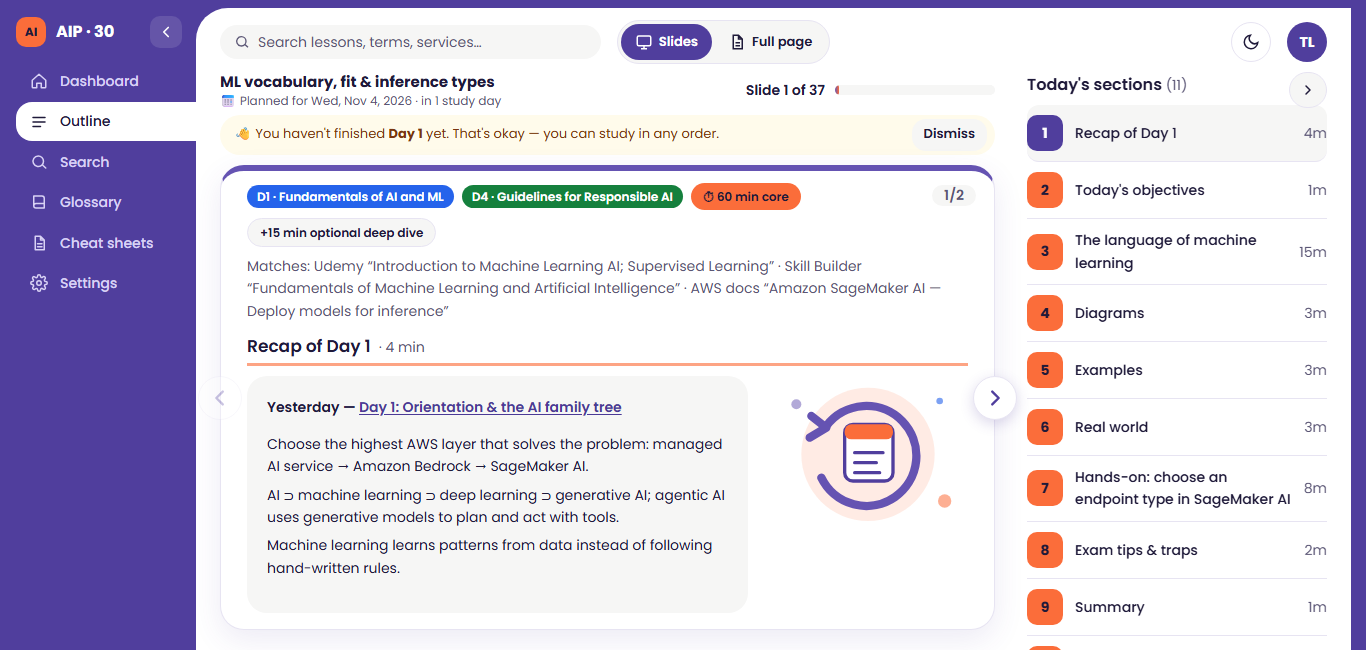 AI AIP · 30
Dashboard
Outline
Search
Glossary
Cheat sheets
Settings
Search lessons, terms, services…
Slides
Full page
TL
ML vocabulary, fit & inference types
Planned for Wed, Nov 4, 2026 · in 1 study day
Slide 1 of 37
👋 You haven't finished Day 1 yet. That's okay — you can study in any order.
Dismiss
D1 · Fundamentals of AI and ML
D4 · Guidelines for Responsible AI
⏱ 60 min core
1/2
+15 min optional deep dive
Matches: Udemy “Introduction to Machine Learning AI; Supervised Learning” · Skill Builder
“Fundamentals of Machine Learning and Artificial Intelligence” · AWS docs “Amazon SageMaker AI —
Deploy models for inference”
Recap of Day 1 · 4 min
Yesterday — Day 1: Orientation & the AI family tree
Choose the highest AWS layer that solves the problem: managed
AI service → Amazon Bedrock → SageMaker AI.
AI ⊃ machine learning ⊃ deep learning ⊃ generative AI; agentic AI
uses generative models to plan and act with tools.
Machine learning learns patterns from data instead of following
hand-written rules.
Today's sections (11)
1 Recap of Day 1 4m
2 Today's objectives 1m
3 The language of machine
learning 15m
4 Diagrams 3m
5 Examples 3m
6 Real world 3m
7 Hands-on: choose an
endpoint type in SageMaker AI 8m
8 Exam tips & traps 2m
9 Summary 1m